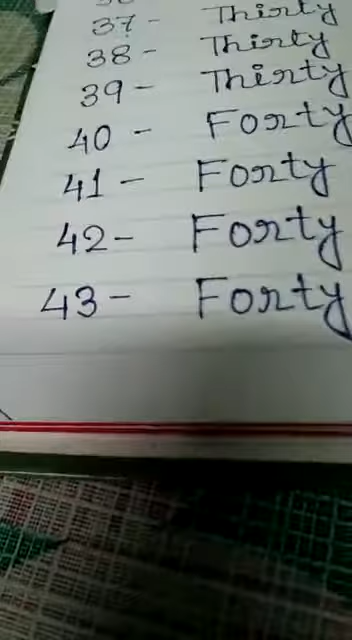 37 - Thirty
38 - Thirty
39 - Thirty
40 - Forty
41 - Forty
42 - Forty
43 - Forty